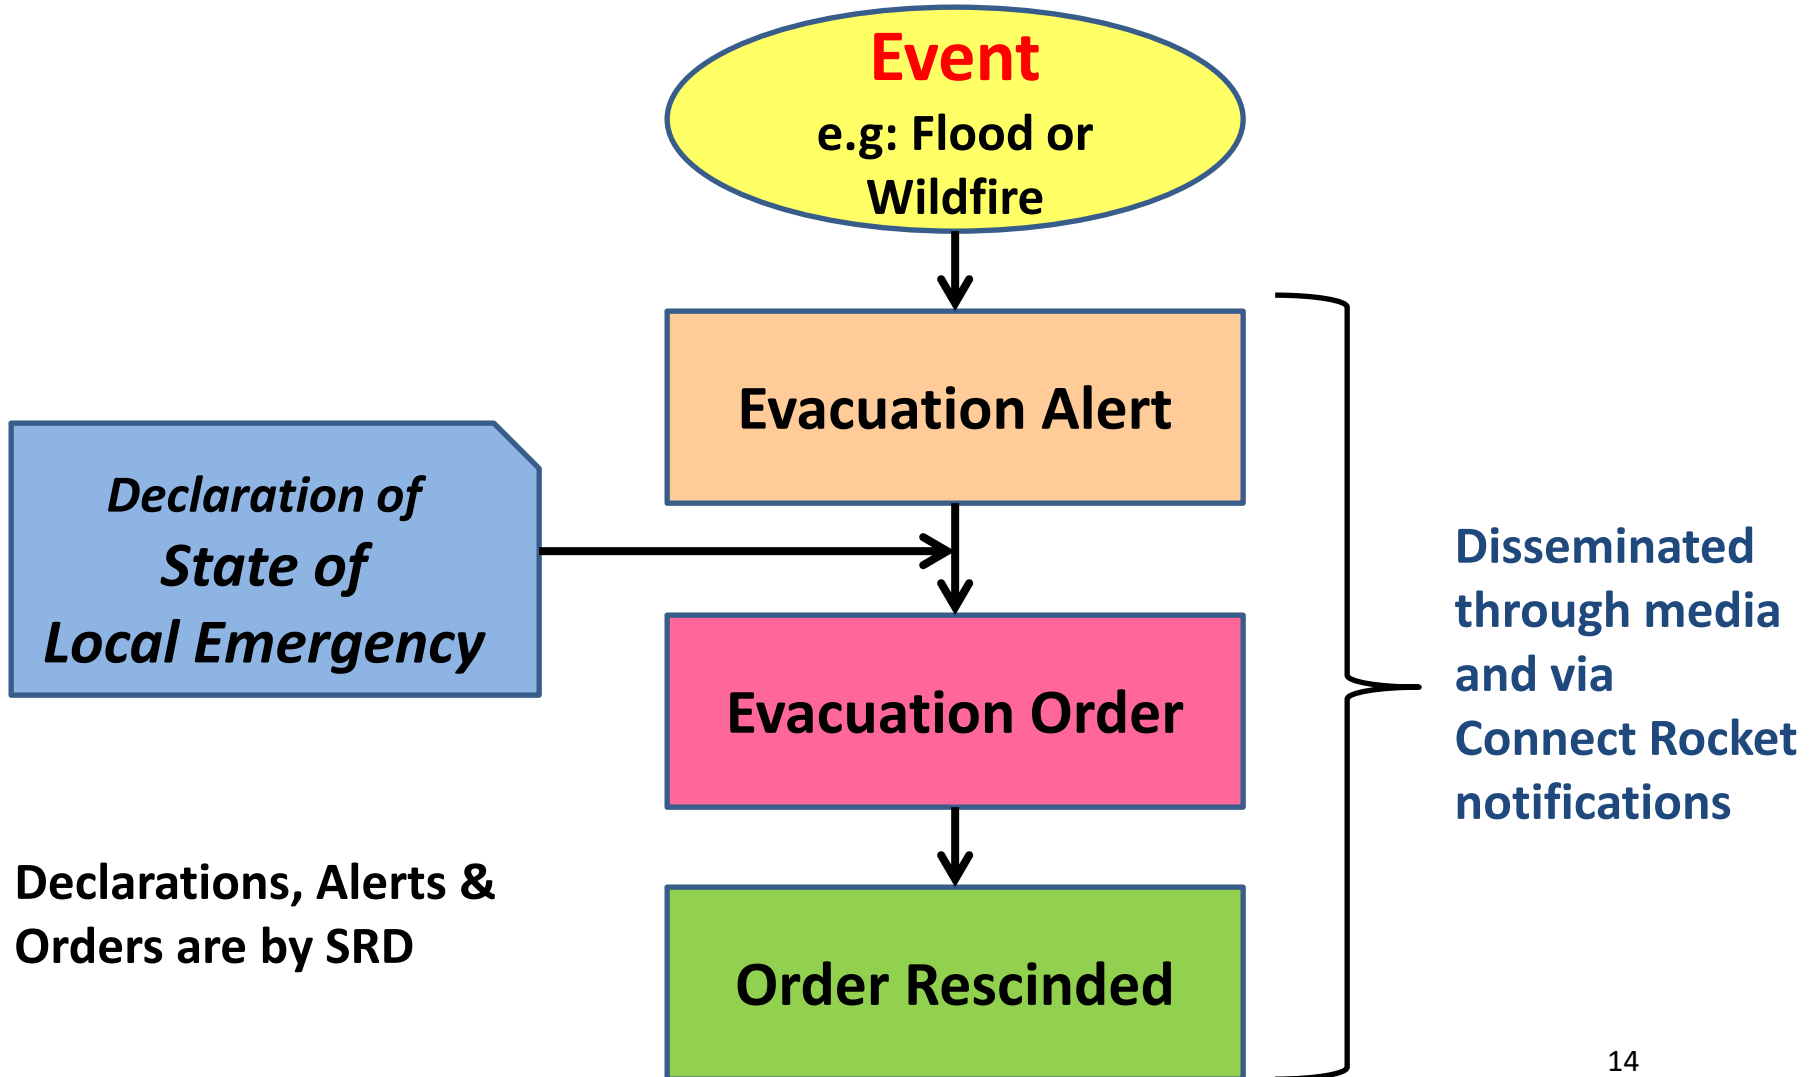 Event
e.g: Flood or
Wildfire
Evacuation Alert
Declaration of
State of
Local Emergency
Disseminated
through media
and via
Connect Rocket
notifications
Evacuation Order
Declarations, Alerts &
Orders are by SRD
Order Rescinded
14